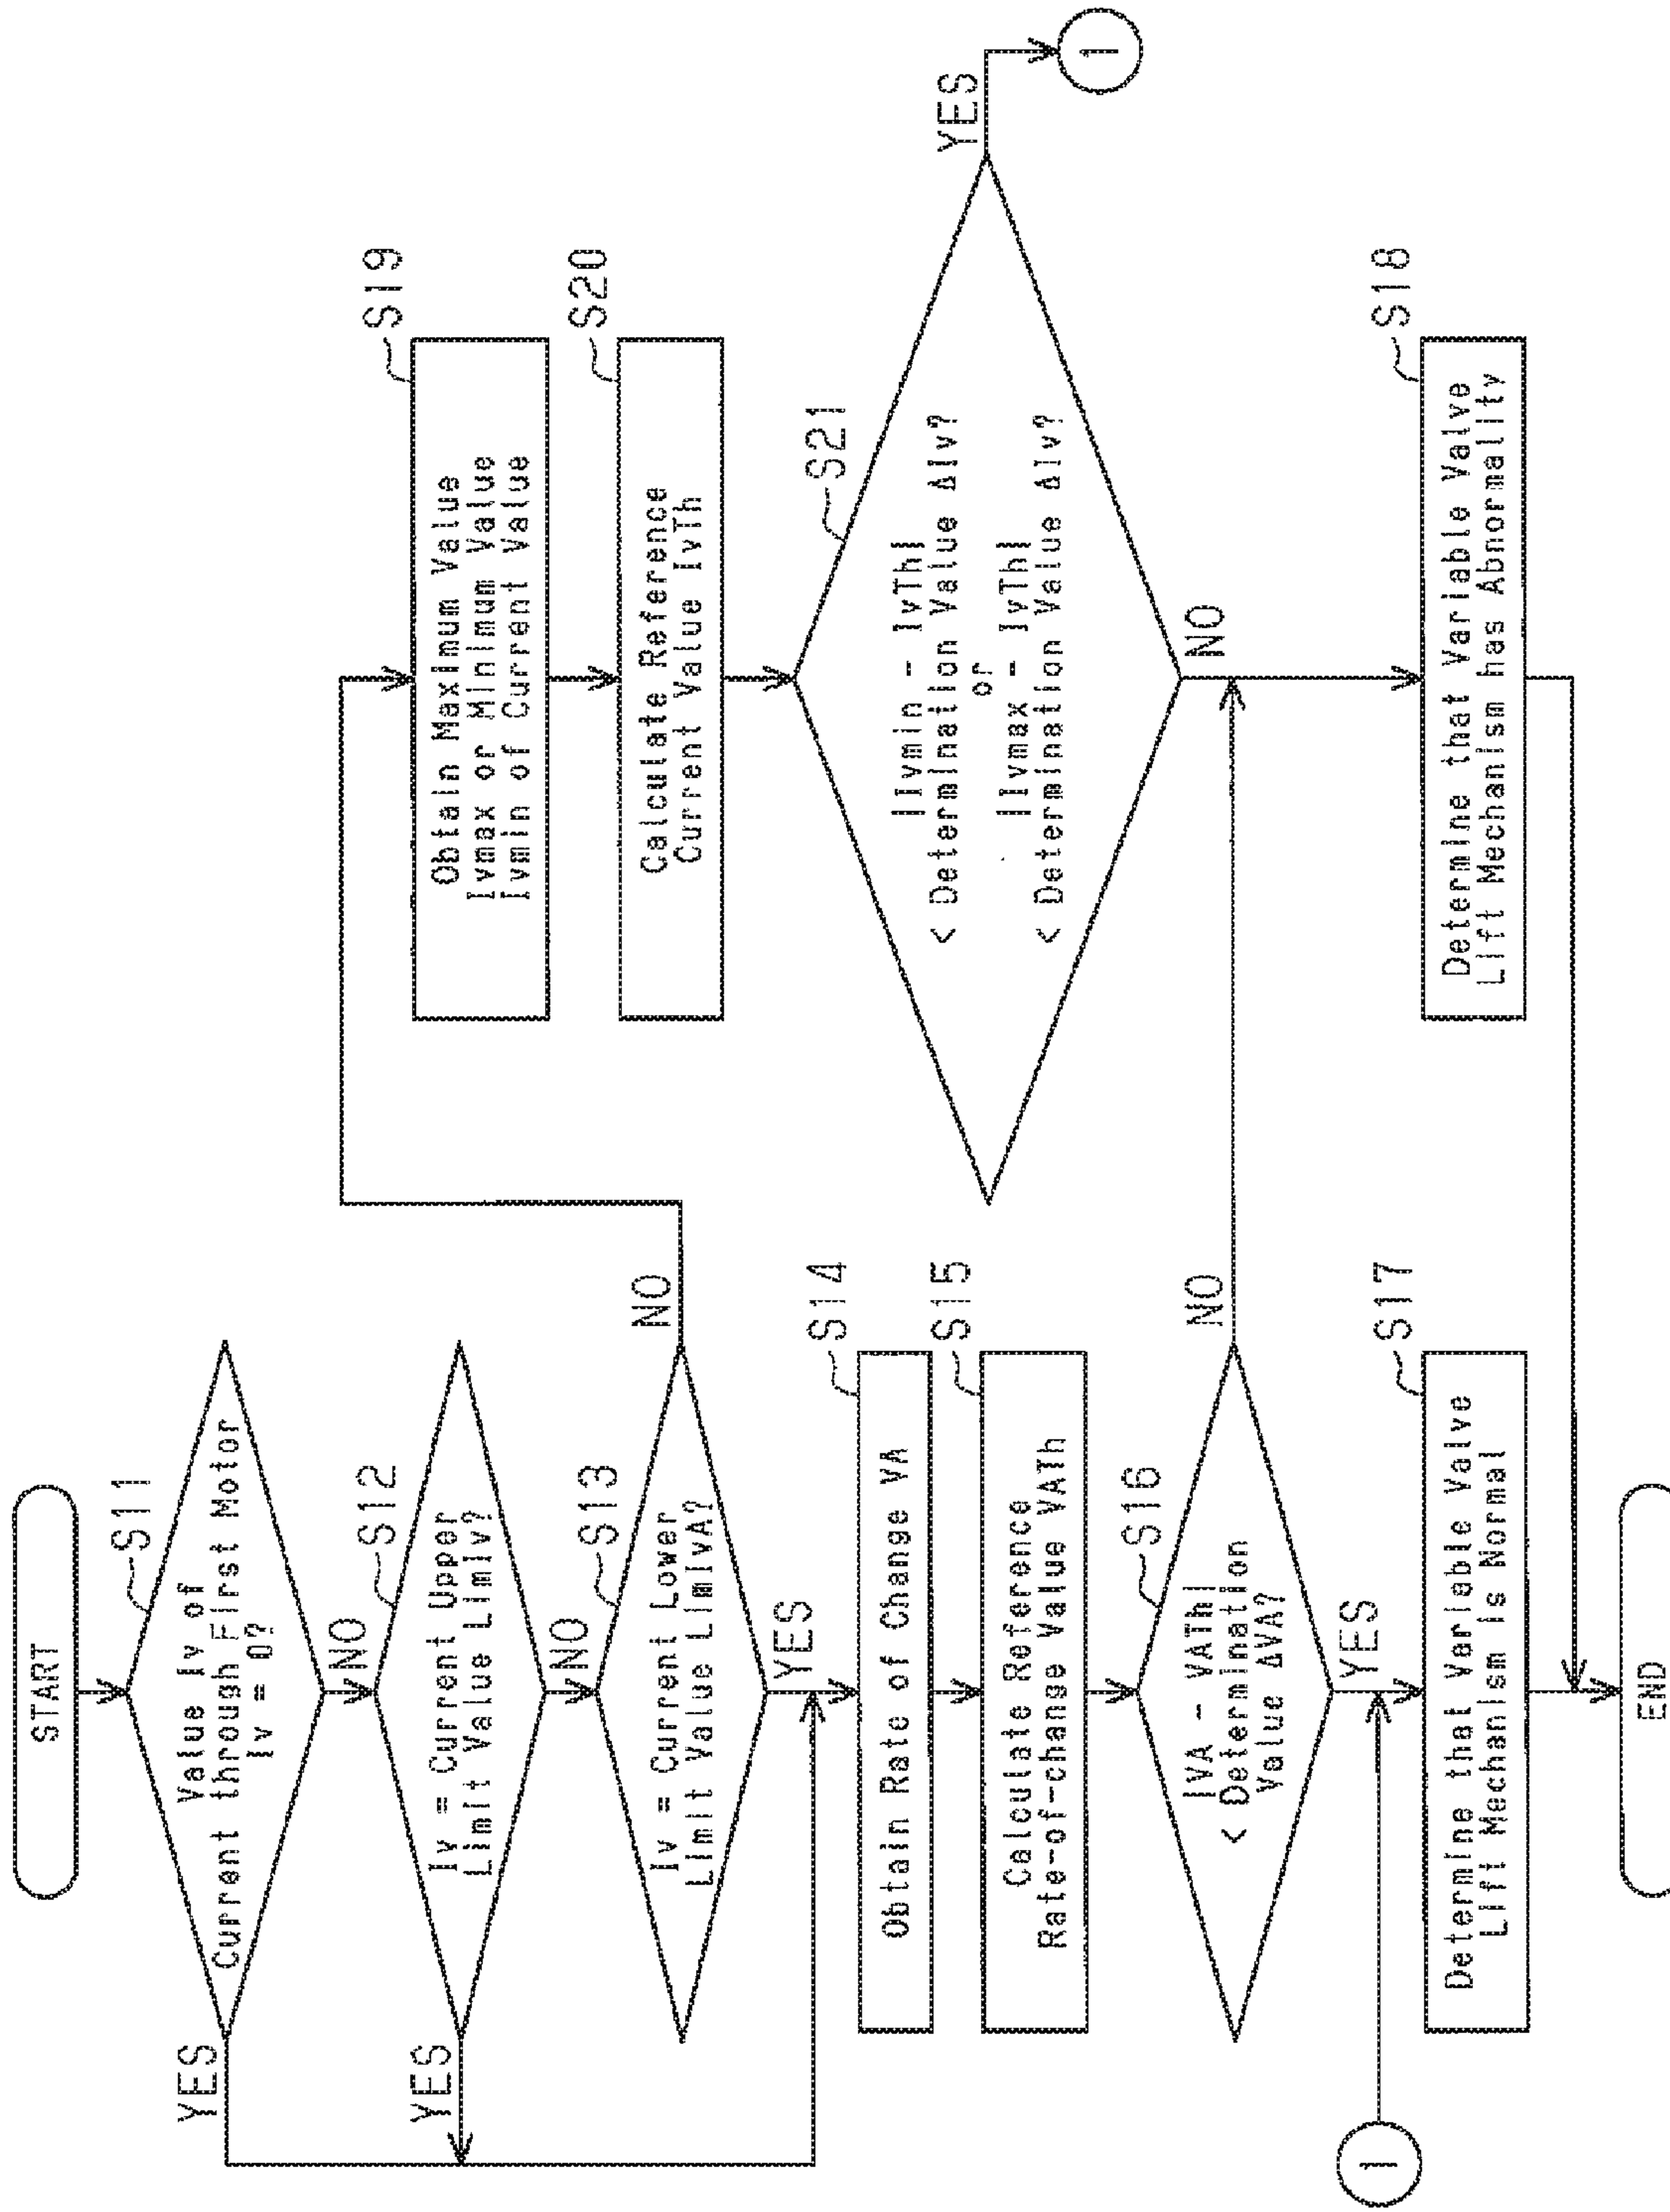 START
S11
Value Iv of
Current through First Motor
Iv = 0?
YES
NO
S12
Iv = Current Upper
Limit Value LimIv?
YES
NO
S13
Iv = Current Lower
Limit Value LimIvA?
NO
YES
S14
Obtain Rate of Change VA
S15
Calculate Reference
Rate-of-change Value VATh
S16
|VA - VATh|
< Determination
Value ΔVA?
NO
YES
1
S17
Determine that Variable Valve
Lift Mechanism is Normal
END
S19
Obtain Maximum Value
Ivmax or Minimum Value
Ivmin of Current Value
S20
Calculate Reference
Current Value IvTh
S21
|Ivmin - IvTh|
< Determination Value ΔIv?
or
|Ivmax - IvTh|
< Determination Value ΔIv?
YES
1
NO
S18
Determine that Variable Valve
Lift Mechanism has Abnormality